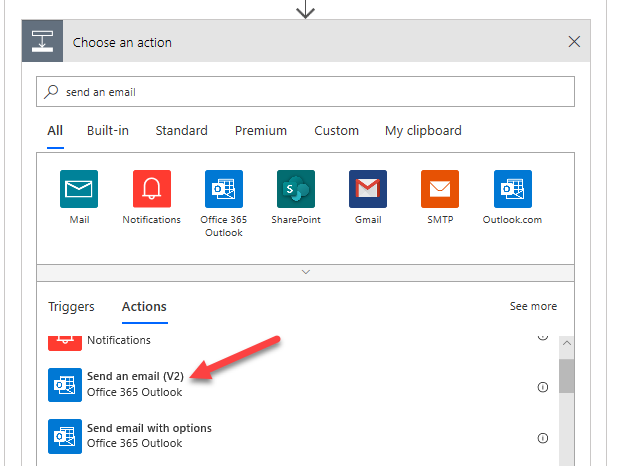 Choose an action
send an email
All Built-in Standard Premium Custom My clipboard
Mail Notifications Office 365 Outlook SharePoint Gmail SMTP Outlook.com
Triggers Actions See more
Notifications
Send an email (V2)
Office 365 Outlook
Send email with options
Office 365 Outlook